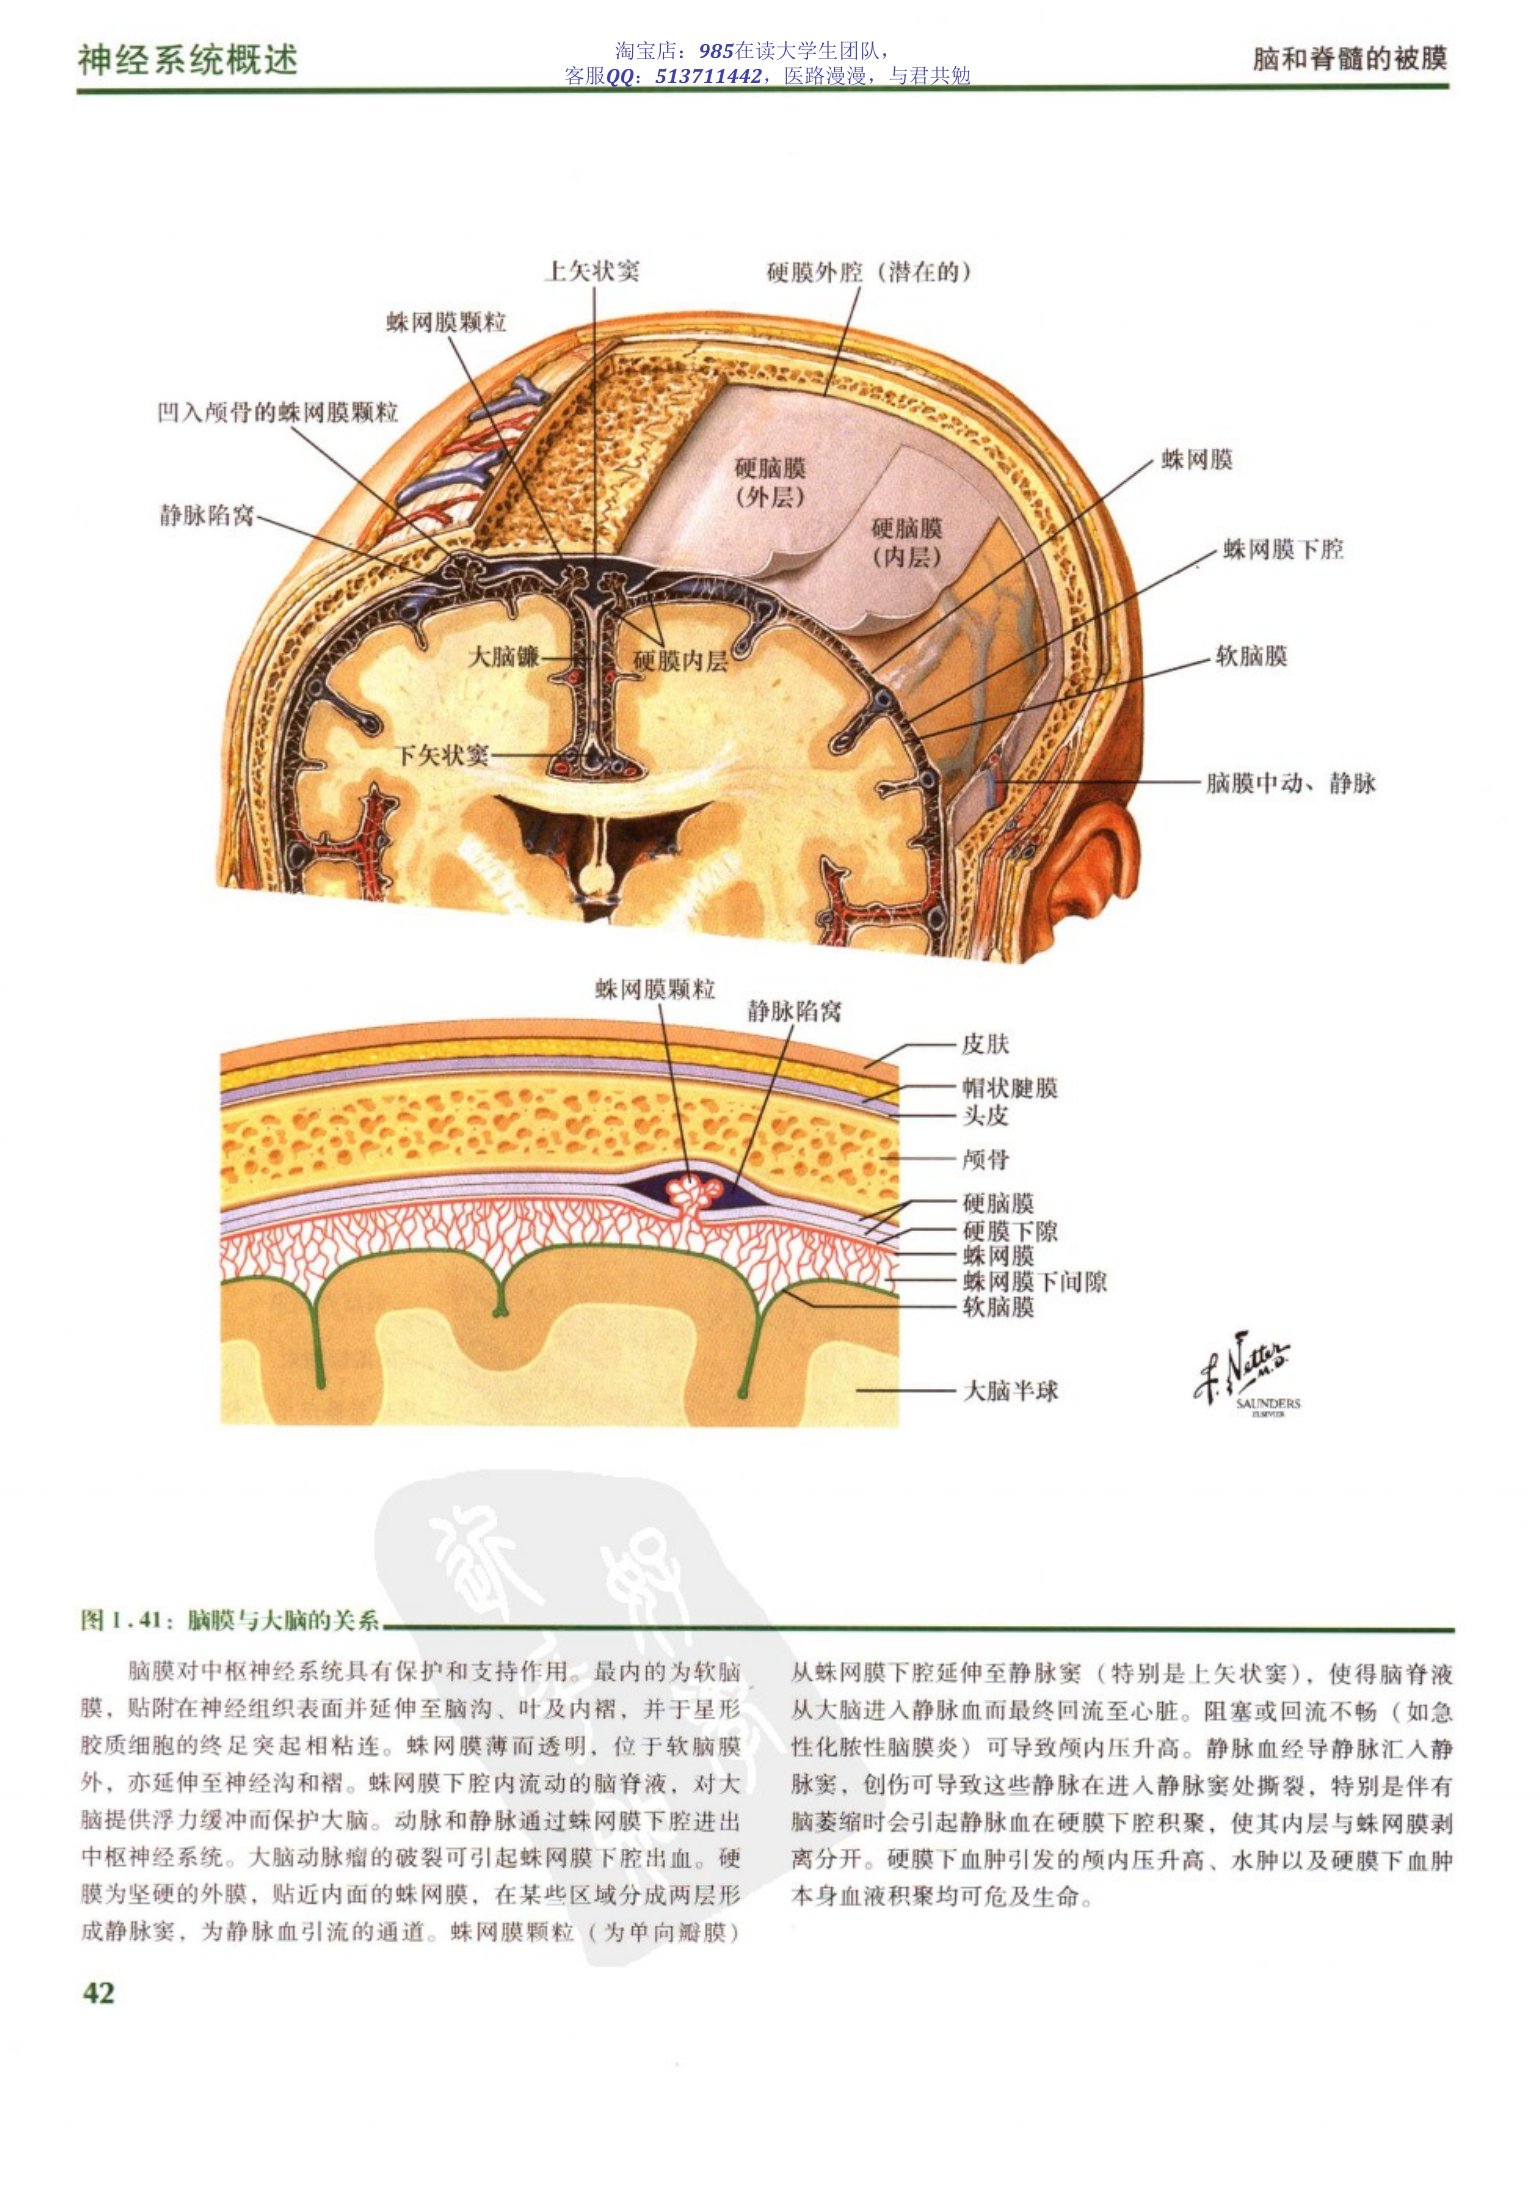 神经系统概述
淘宝店：985在读大学生团队，
客服QQ：513711442，医路漫漫，与君共勉
脑和脊髓的被膜
上矢状窦
硬膜外腔（潜在的）
蛛网膜颗粒
凹入颅骨的蛛网膜颗粒
静脉陷窝
硬脑膜
（外层）
硬脑膜
（内层）
蛛网膜
蛛网膜下腔
软脑膜
大脑镰
硬膜内层
下矢状窦
脑膜中动、静脉
蛛网膜颗粒
静脉陷窝
皮肤
帽状腱膜
头皮
颅骨
硬脑膜
硬膜下隙
蛛网膜
蛛网膜下间隙
软脑膜
大脑半球
F. Netter
M.D.
SAUNDERS
ELSEVIER
图 I.41：脑膜与大脑的关系
脑膜对中枢神经系统具有保护和支持作用。最内的为软脑
膜，贴附在神经组织表面并延伸至脑沟、叶及内褶，并于星形
胶质细胞的终足突起相粘连。蛛网膜薄而透明，位于软脑膜
外，亦延伸至神经沟和褶。蛛网膜下腔内流动的脑脊液，对大
脑提供浮力缓冲而保护大脑。动脉和静脉通过蛛网膜下腔进出
中枢神经系统。大脑动脉瘤的破裂可引起蛛网膜下腔出血。硬
膜为坚硬的外膜，贴近内面的蛛网膜，在某些区域分成两层形
成静脉窦，为静脉血引流的通道。蛛网膜颗粒（为单向瓣膜）
从蛛网膜下腔延伸至静脉窦（特别是上矢状窦），使得脑脊液
从大脑进入静脉血而最终回流至心脏。阻塞或回流不畅（如急
性化脓性脑膜炎）可导致颅内压升高。静脉血经导静脉汇入静
脉窦，创伤可导致这些静脉在进入静脉窦处撕裂，特别是伴有
脑萎缩时会引起静脉血在硬膜下腔积聚，使其内层与蛛网膜剥
离分开。硬膜下血肿引发的颅内压升高、水肿以及硬膜下血肿
本身血液积聚均可危及生命。
42